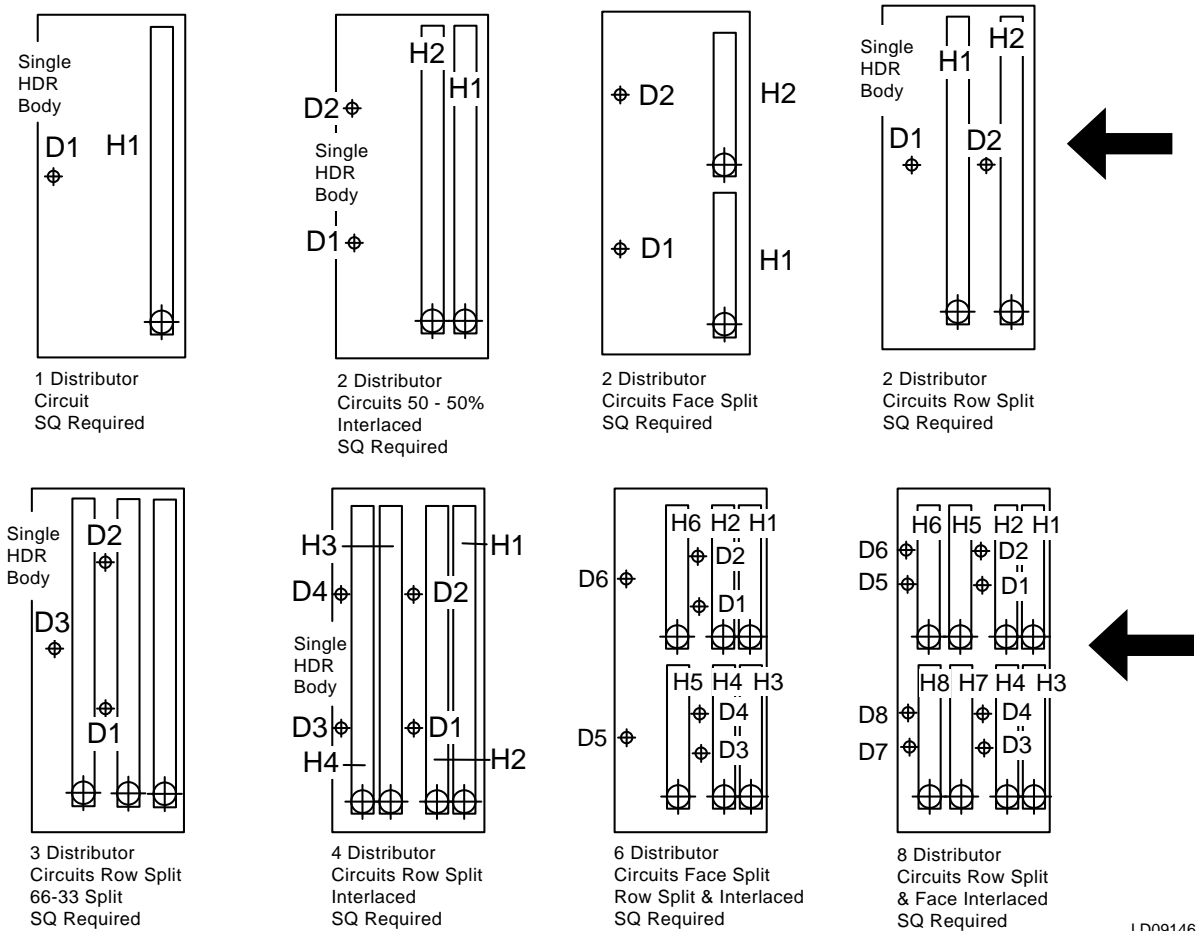 Single
HDR
Body
D1
H1
1 Distributor
Circuit
SQ Required
H2
H1
D2
Single
HDR
Body
D1
2 Distributor
Circuits 50 - 50%
Interlaced
SQ Required
D2
H2
D1
H1
2 Distributor
Circuits Face Split
SQ Required
Single
HDR
Body
H1
H2
D1
D2
2 Distributor
Circuits Row Split
SQ Required
Single
HDR
Body
D2
D3
D1
3 Distributor
Circuits Row Split
66-33 Split
SQ Required
H3
H1
D4
D2
Single
HDR
Body
D3
D1
H4
H2
4 Distributor
Circuits Row Split
Interlaced
SQ Required
H6
H2
H1
D2
D6
D1
H5
H4
H3
D4
D5
D3
6 Distributor
Circuits Face Split
Row Split & Interlaced
SQ Required
H6
H5
H2
H1
D6
D2
D5
D1
H8
H7
H4
H3
D8
D4
D7
D3
8 Distributor
Circuits Row Split
& Face Interlaced
SQ Required
LD09146